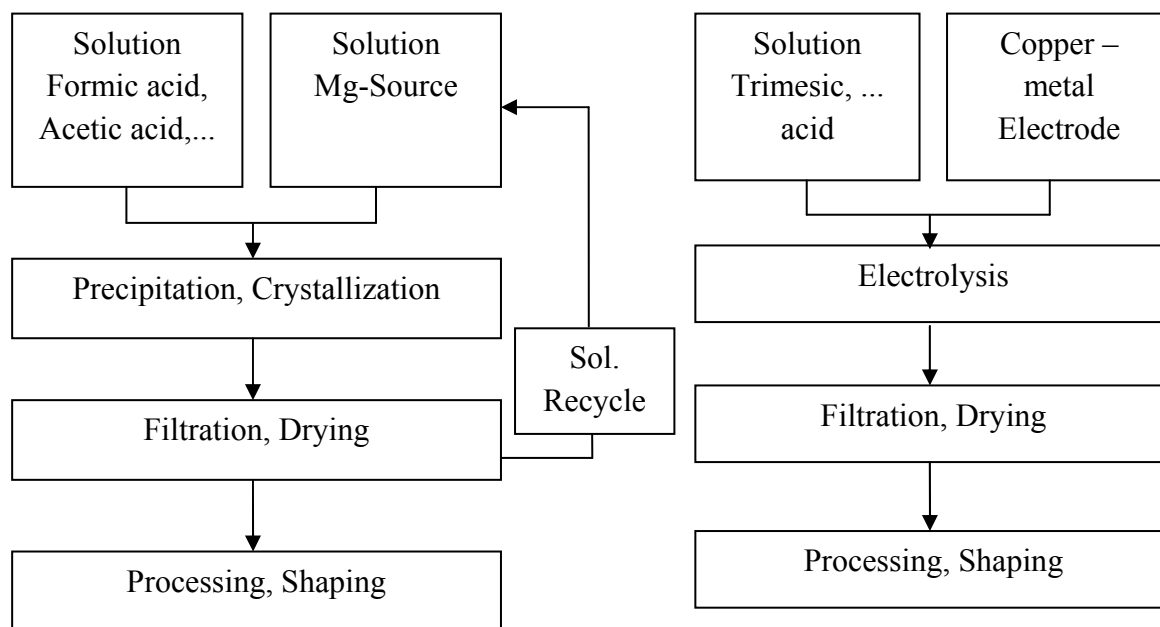 Solution
Formic acid,
Acetic acid,...
Solution
Mg-Source
Precipitation, Crystallization
Sol.
Recycle
Filtration, Drying
Processing, Shaping
Solution
Trimesic, ...
acid
Copper –
metal
Electrode
Electrolysis
Filtration, Drying
Processing, Shaping